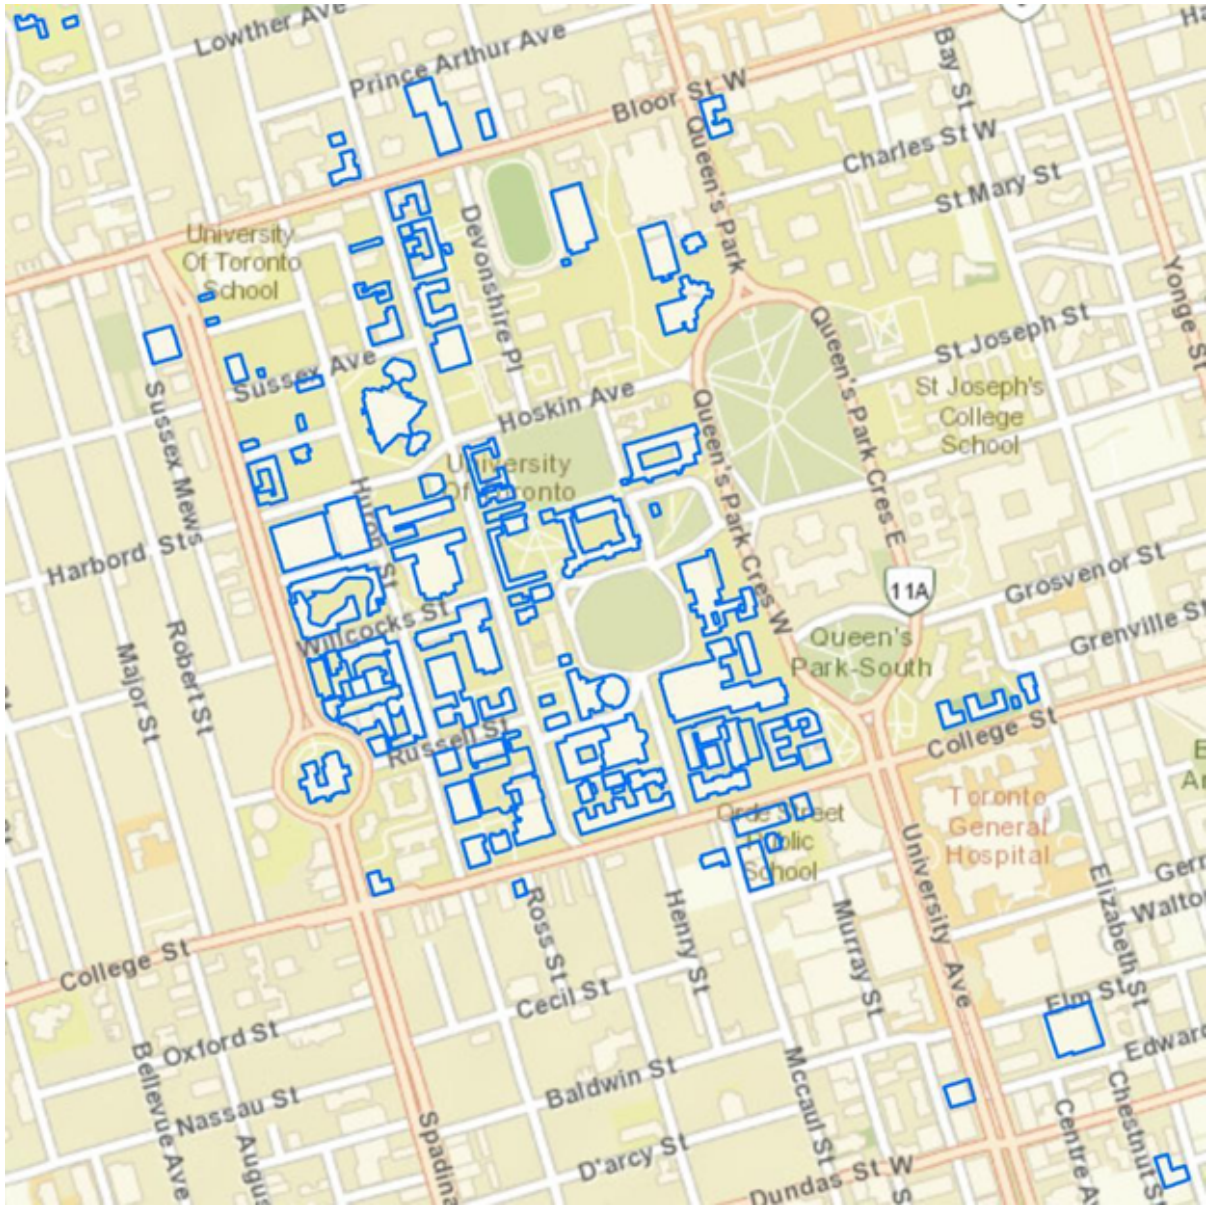 Lowther Ave
Prince Arthur Ave
Bloor St W
Bay St
Charles St W
St Mary St
Queen's Park
University
Of Toronto
School
Devonshire Pl
Yonge St
Queen's Park Cres E
St Joseph St
Sussex Ave
Hoskin Ave
St Joseph's
College
School
Sussex Mews
Queen's Park Cres W
University
Of Toronto
Huron St
Harbord St
11A
Grosvenor St
Grenville St
Willcocks St
Queen's
Park-South
Major St
Robert St
Russell St
College St
Orde Street
Public
School
Toronto
General
Hospital
University Ave
Elizabeth St
Ross St
Henry St
Murray St
College St
Cecil St
Elm St
Oxford St
Bellevue Ave
Nassau St
Baldwin St
Mccaul St
Chestnut St
Spadina
D'arcy St
Dundas St W